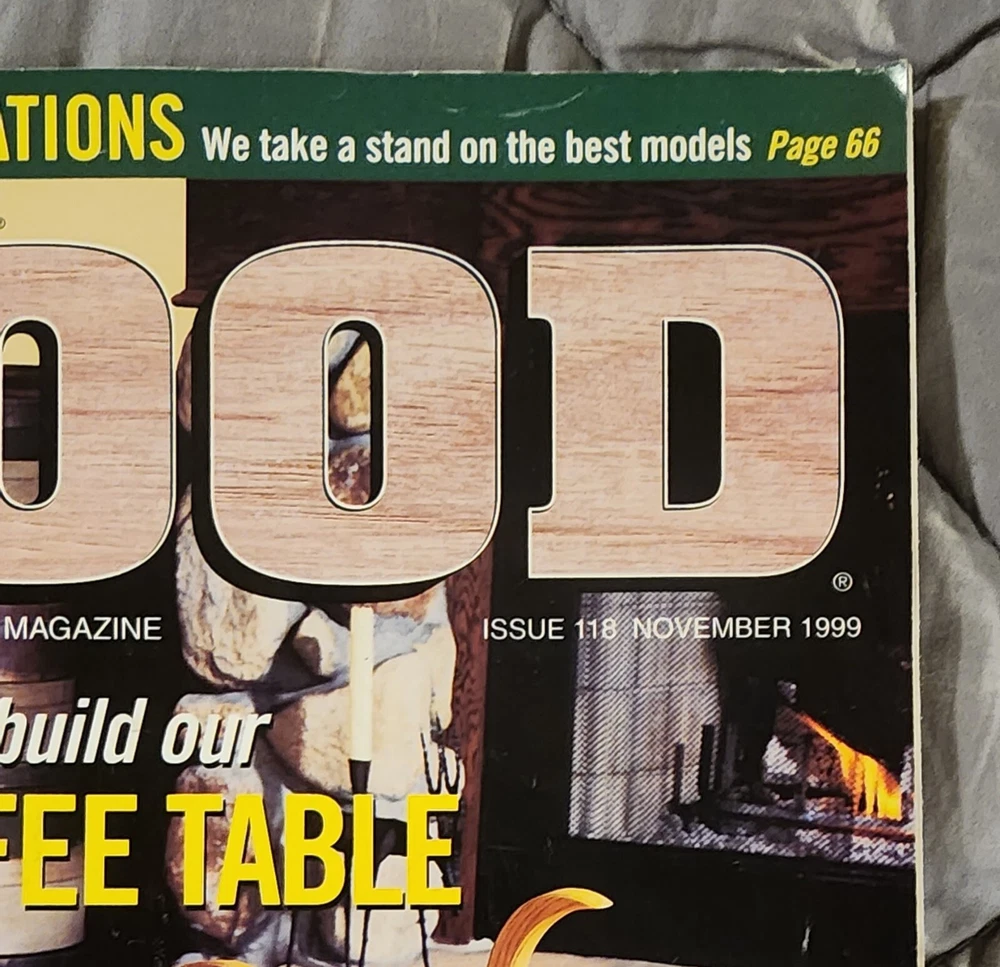 ATIONS We take a stand on the best models Page 66
®
OOD
®
MAGAZINE ISSUE 118 NOVEMBER 1999
build our
FEE TABLE